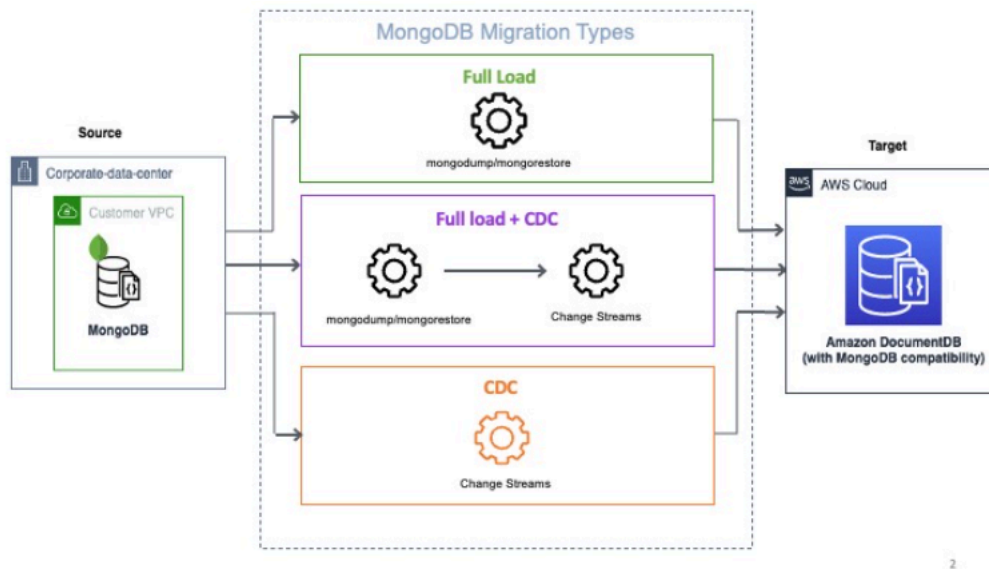 MongoDB Migration Types
Full Load
mongodump/mongorestore
Source
Corporate-data-center
Customer VPC
MongoDB
Full load + CDC
mongodump/mongorestore
Change Streams
CDC
Change Streams
Target
aws
AWS Cloud
{}
Amazon DocumentDB
(with MongoDB compatibility)
2